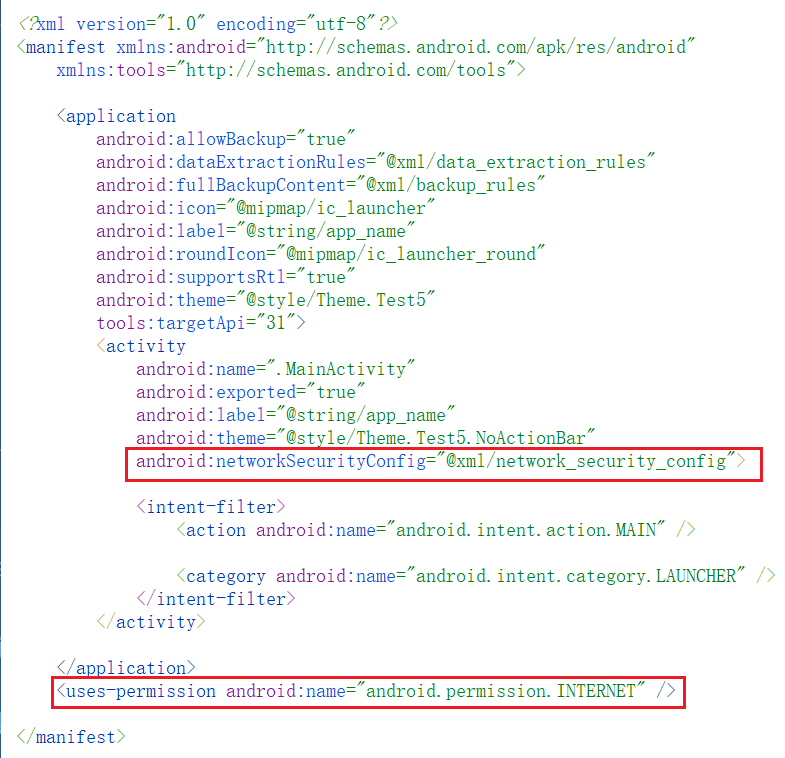 <?xml version="1.0" encoding="utf-8"?>
<manifest xmlns:android="http://schemas.android.com/apk/res/android"
    xmlns:tools="http://schemas.android.com/tools">

    <application
        android:allowBackup="true"
        android:dataExtractionRules="@xml/data_extraction_rules"
        android:fullBackupContent="@xml/backup_rules"
        android:icon="@mipmap/ic_launcher"
        android:label="@string/app_name"
        android:roundIcon="@mipmap/ic_launcher_round"
        android:supportsRtl="true"
        android:theme="@style/Theme.Test5"
        tools:targetApi="31">
        <activity
            android:name=".MainActivity"
            android:exported="true"
            android:label="@string/app_name"
            android:theme="@style/Theme.Test5.NoActionBar"
            android:networkSecurityConfig="@xml/network_security_config">

            <intent-filter>
                <action android:name="android.intent.action.MAIN" />

                <category android:name="android.intent.category.LAUNCHER" />
            </intent-filter>
        </activity>

    </application>
    <uses-permission android:name="android.permission.INTERNET" />

</manifest>